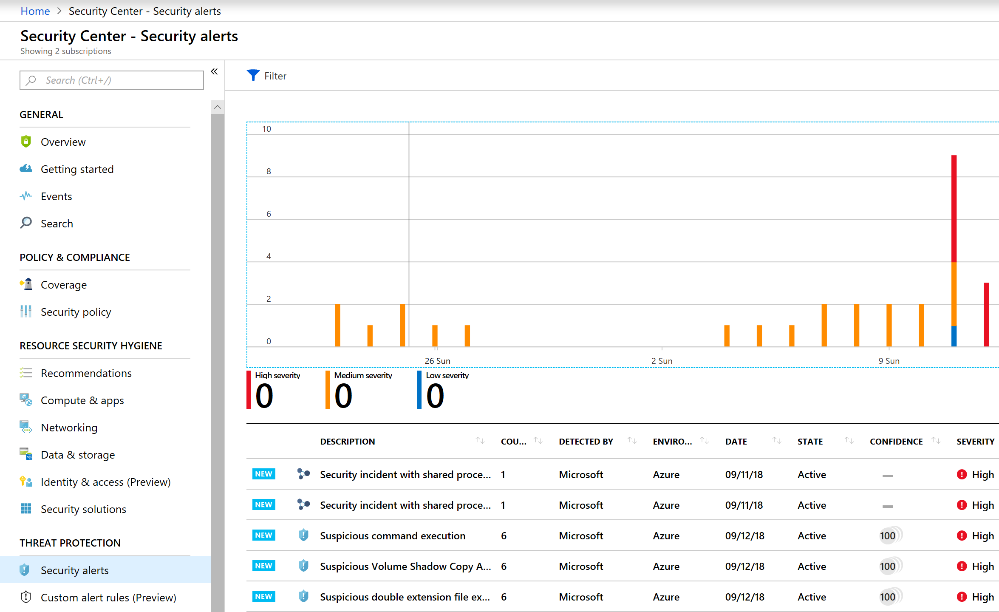 Home > Security Center - Security alerts
Security Center - Security alerts
Showing 2 subscriptions
Search (Ctrl+/)
«
GENERAL
Overview
Getting started
Events
Search
POLICY & COMPLIANCE
Coverage
Security policy
RESOURCE SECURITY HYGIENE
Recommendations
Compute & apps
Networking
Data & storage
Identity & access (Preview)
Security solutions
THREAT PROTECTION
Security alerts
Custom alert rules (Preview)
Filter
10
8
6
4
2
0
26 Sun 2 Sun 9 Sun
High severity Medium severity Low severity
0 0 0
DESCRIPTION COU... DETECTED BY ENVIRO... DATE STATE CONFIDENCE SEVERITY
NEW Security incident with shared proce... 1 Microsoft Azure 09/11/18 Active High
NEW Security incident with shared proce... 1 Microsoft Azure 09/11/18 Active High
NEW Suspicious command execution 6 Microsoft Azure 09/12/18 Active 100 High
NEW Suspicious Volume Shadow Copy A... 6 Microsoft Azure 09/12/18 Active 100 High
NEW Suspicious double extension file ex... 6 Microsoft Azure 09/12/18 Active 100 High